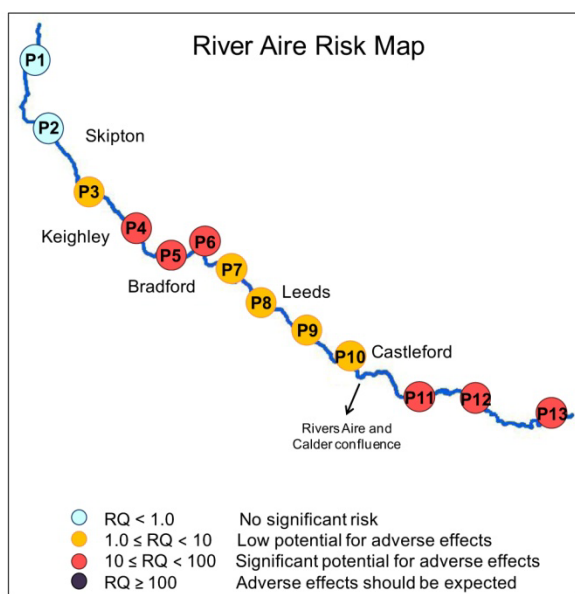 River Aire Risk Map
P1
P2
Skipton
P3
Keighley
P4
P5
P6
Bradford
P7
P8
Leeds
P9
P10
Castleford
P11
P12
P13
Rivers Aire and
Calder confluence
RQ < 1.0 No significant risk
1.0 ≤ RQ < 10 Low potential for adverse effects
10 ≤ RQ < 100 Significant potential for adverse effects
RQ ≥ 100 Adverse effects should be expected